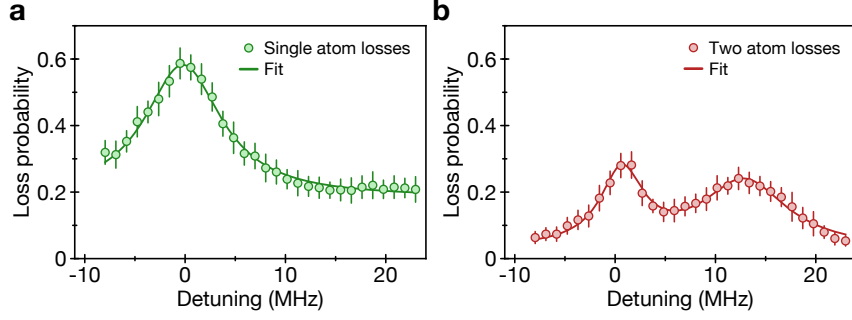 a
Loss probability
0.6
0.4
0.2
0
Single atom losses
Fit
-10
0
10
20
Detuning (MHz)
b
Loss probability
0.6
0.4
0.2
0
Two atom losses
Fit
-10
0
10
20
Detuning (MHz)